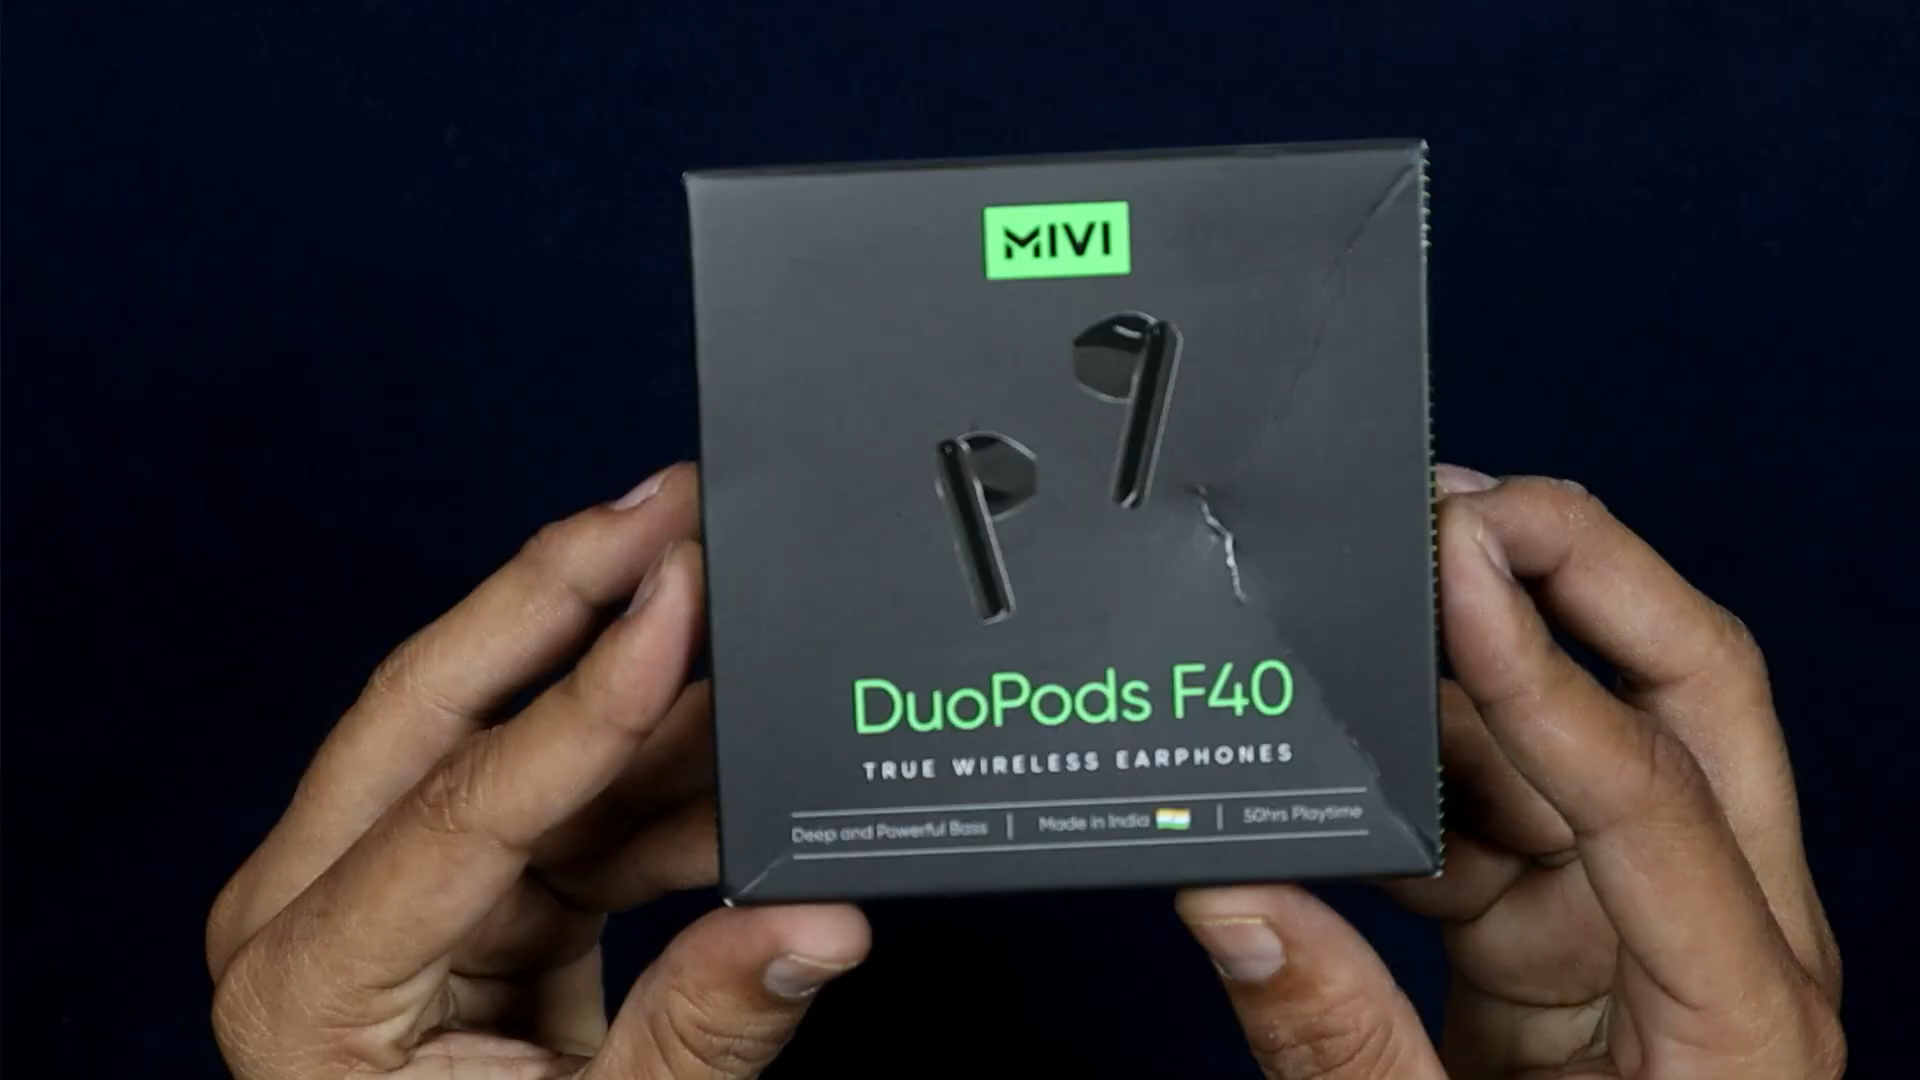 MIVI
DuoPods F40
TRUE WIRELESS EARPHONES
Deep and Powerful Bass | Made in India | 50hrs Playtime